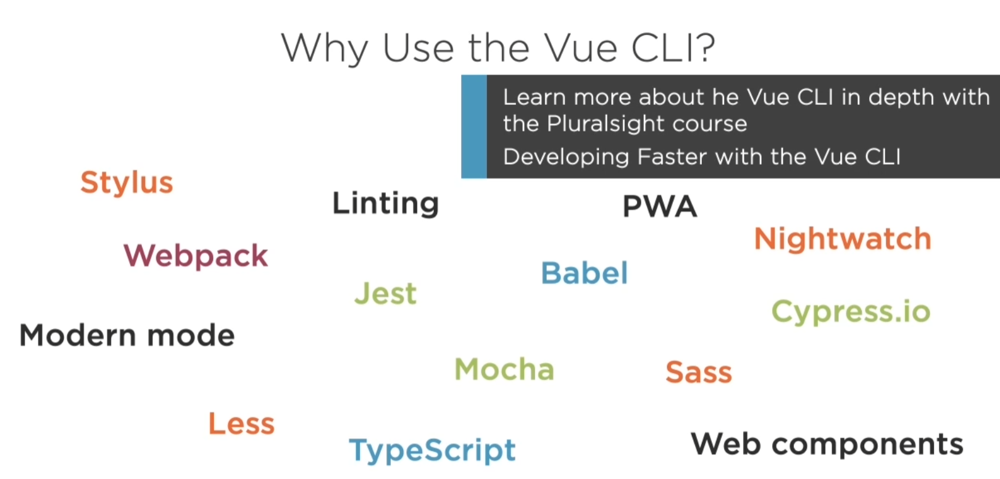 Why Use the Vue CLI?
Learn more about he Vue CLI in depth with
the Pluralsight course
Developing Faster with the Vue CLI
Stylus
Linting
PWA
Nightwatch
Webpack
Babel
Jest
Cypress.io
Modern mode
Mocha
Sass
Less
TypeScript
Web components